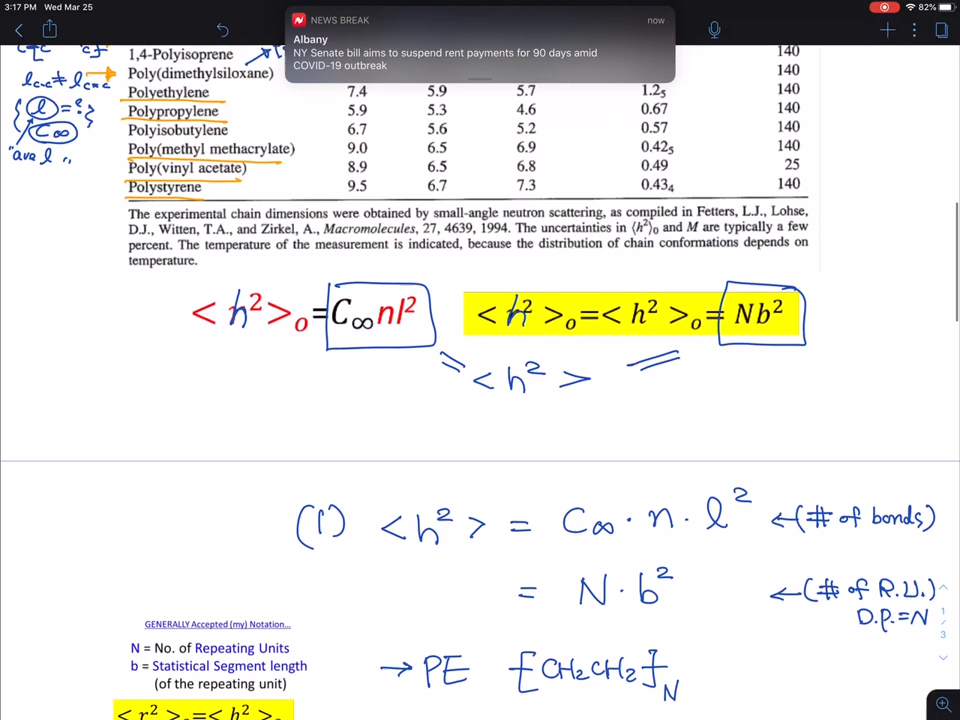 3:17 PM Wed Mar 25
82%
NEWS BREAK
now
Albany
NY Senate bill aims to suspend rent payments for 90 days amid
COVID-19 outbreak
1,4-Polyisoprene 140
Poly(dimethylsiloxane) 140
Polyethylene 7.4 5.9 5.7 1.2₅ 140
Polypropylene 5.9 5.3 4.6 0.67 140
Polyisobutylene 6.7 5.6 5.2 0.57 140
Poly(methyl methacrylate) 9.0 6.5 6.9 0.42₅ 140
Poly(vinyl acetate) 8.9 6.5 6.8 0.49 25
Polystyrene 9.5 6.7 7.3 0.43₄ 140
l_C-C ≠ l_C=C
{ l = ? }
C∞
"ave l"
The experimental chain dimensions were obtained by small-angle neutron scattering, as compiled in Fetters, L.J., Lohse,
D.J., Witten, T.A., and Zirkel, A., Macromolecules, 27, 4639, 1994. The uncertainties in ⟨h²⟩₀ and M are typically a few
percent. The temperature of the measurement is indicated, because the distribution of chain conformations depends on
temperature.
< h² >ₒ = C∞nl²
< h² >ₒ=< h² >ₒ= Nb²
= < h² > =
(1) < h² > = C∞ · n · l² ← (# of bonds)
= N · b² ← (# of R.U.)
D.P. = N
1
/
3
GENERALLY Accepted (my) Notation...
N = No. of Repeating Units
b = Statistical Segment length
(of the repeating unit)
→ PE [CH₂CH₂]N
< r² >ₒ=< h² >ₒ